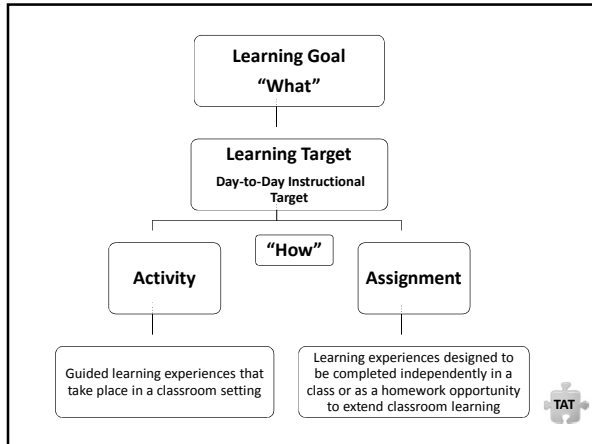 Learning Goal
“What”
Learning Target
Day-to-Day Instructional
Target
“How”
Activity
Assignment
Guided learning experiences that
take place in a classroom setting
Learning experiences designed to
be completed independently in a
class or as a homework opportunity
to extend classroom learning
TAT